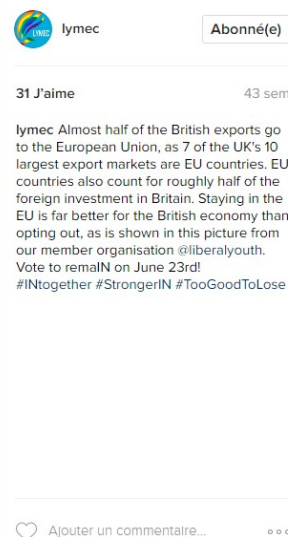 LYMEC
lymec
Abonné(e)
31 J'aime
43 sem
lymec Almost half of the British exports go
to the European Union, as 7 of the UK's 10
largest export markets are EU countries. EU
countries also count for roughly half of the
foreign investment in Britain. Staying in the
EU is far better for the British economy than
opting out, as is shown in this picture from
our member organisation @liberalyouth.
Vote to remaIN on June 23rd!
#INtogether #StrongerIN #TooGoodToLose
Ajouter un commentaire...